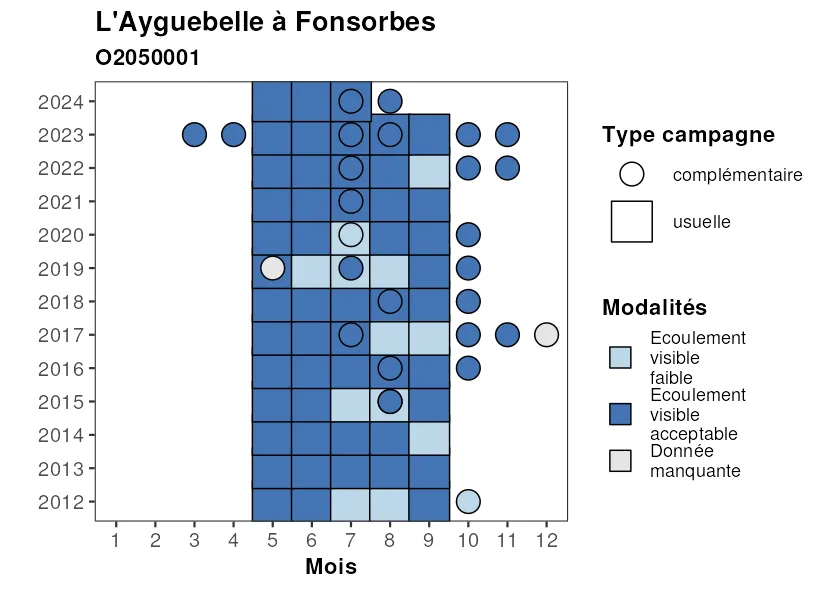 L'Ayguebelle à Fonsorbes
O2050001
2024
2023
2022
2021
2020
2019
2018
2017
2016
2015
2014
2013
2012
1 2 3 4 5 6 7 8 9 10 11 12
Mois
Type campagne
complémentaire
usuelle
Modalités
Ecoulement
visible
faible
Ecoulement
visible
acceptable
Donnée
manquante